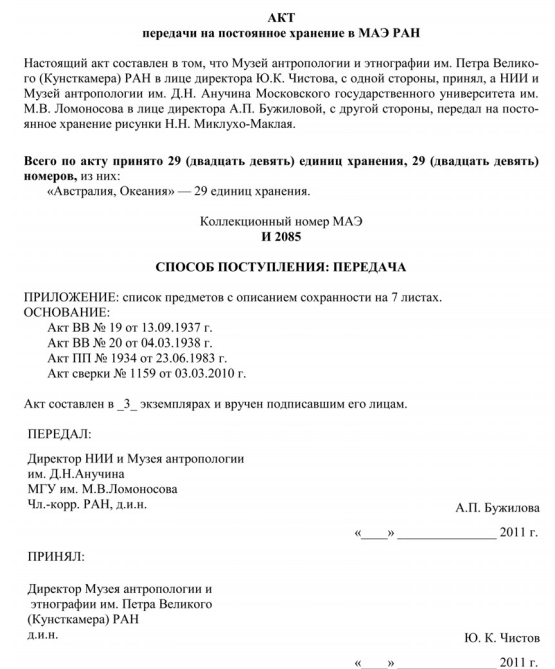 АКТ
передачи на постоянное хранение в МАЭ РАН
Настоящий акт составлен в том, что Музей антропологии и этнографии им. Петра Велико-
го (Кунсткамера) РАН в лице директора Ю.К. Чистова, с одной стороны, принял, а НИИ и
Музей антропологии им. Д.Н. Анучина Московского государственного университета им.
М.В. Ломоносова в лице директора А.П. Бужиловой, с другой стороны, передал на посто-
янное хранение рисунки Н.Н. Миклухо-Маклая.
Всего по акту принято 29 (двадцать девять) единиц хранения, 29 (двадцать девять)
номеров, из них:
«Австралия, Океания» — 29 единиц хранения.
Коллекционный номер МАЭ
И 2085
СПОСОБ ПОСТУПЛЕНИЯ: ПЕРЕДАЧА
ПРИЛОЖЕНИЕ: список предметов с описанием сохранности на 7 листах.
ОСНОВАНИЕ:
Акт ВВ № 19 от 13.09.1937 г.
Акт ВВ № 20 от 04.03.1938 г.
Акт ПП № 1934 от 23.06.1983 г.
Акт сверки № 1159 от 03.03.2010 г.
Акт составлен в _3_ экземплярах и вручен подписавшим его лицам.
ПЕРЕДАЛ:
Директор НИИ и Музея антропологии
им. Д.Н.Анучина
МГУ им. М.В.Ломоносова
Чл.-корр. РАН, д.и.н.
А.П. Бужилова
«____» _______________ 2011 г.
ПРИНЯЛ:
Директор Музея антропологии и
этнографии им. Петра Великого
(Кунсткамера) РАН
д.и.н.
Ю. К. Чистов
«____» _______________ 2011 г.